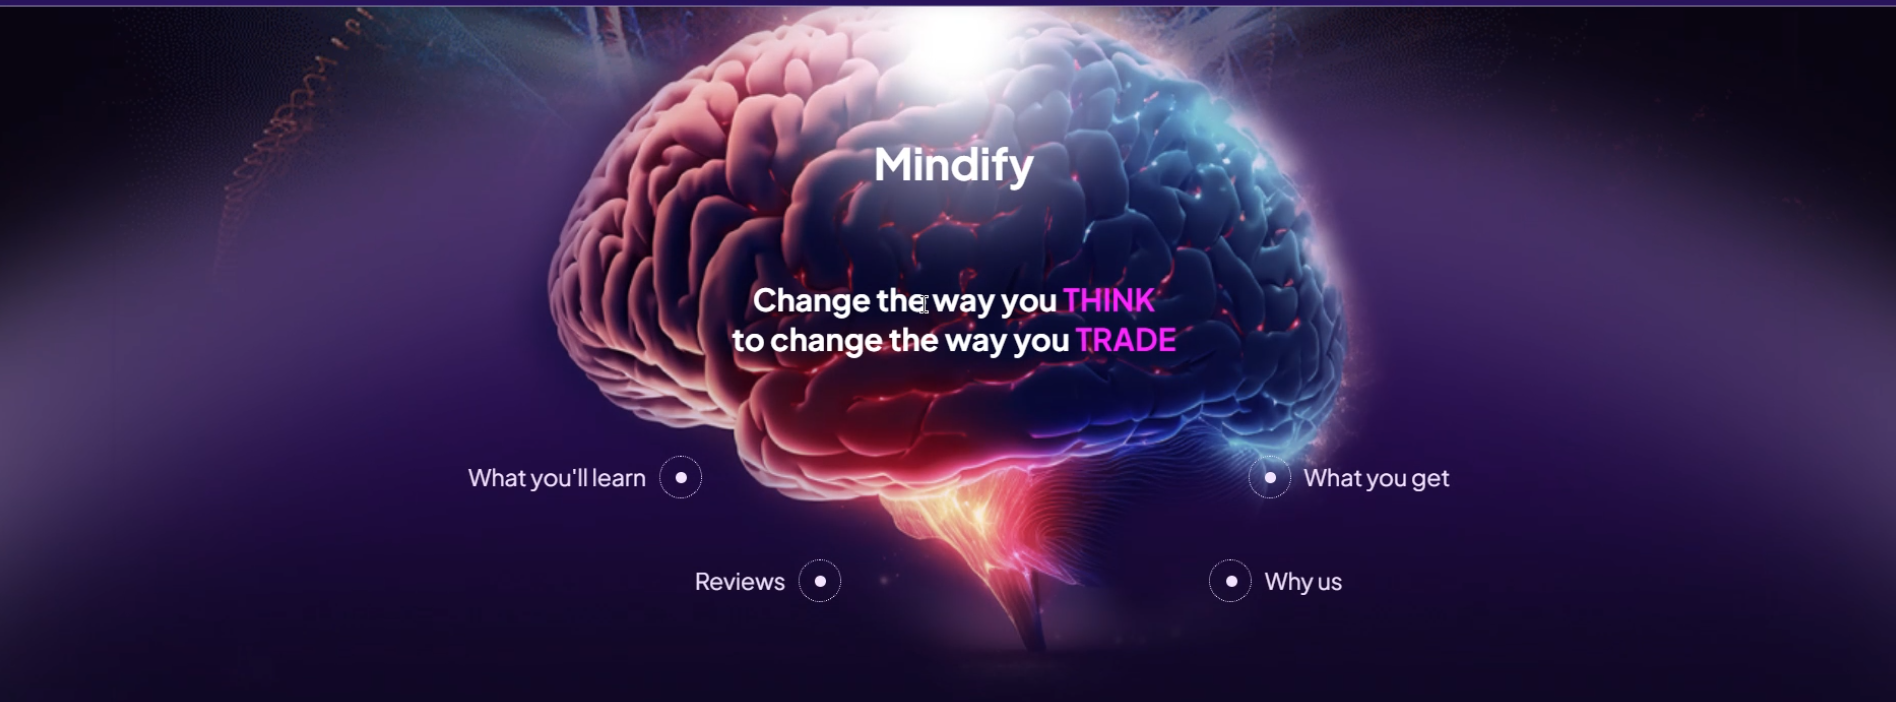 Mindify
Change the way you THINK
to change the way you TRADE
What you'll learn
What you get
Reviews
Why us